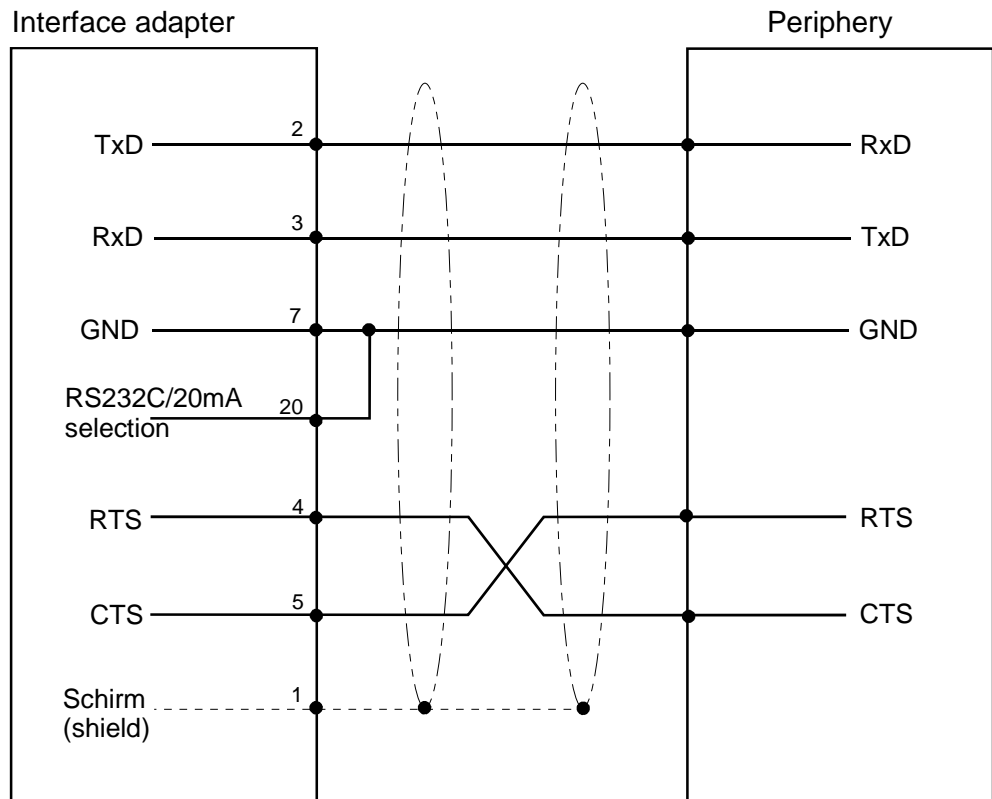 Interface adapter
Periphery
TxD 2 RxD
RxD 3 TxD
GND 7 GND
RS232C/20mA
selection
20
RTS 4 RTS
CTS 5 CTS
Schirm
(shield)
1